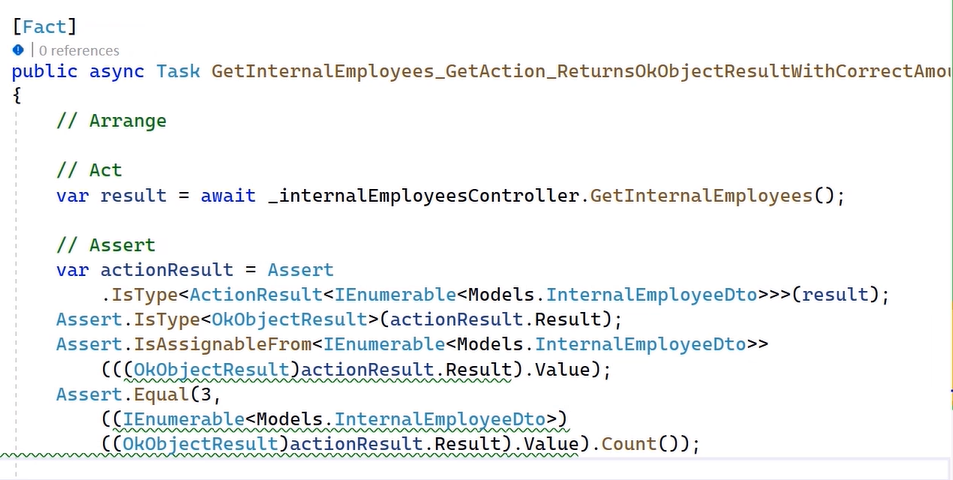 [Fact]
| 0 references
public async Task GetInternalEmployees_GetAction_ReturnsOkObjectResultWithCorrectAmou
{
// Arrange
// Act
var result = await _internalEmployeesController.GetInternalEmployees();
// Assert
var actionResult = Assert
.IsType<ActionResult<IEnumerable<Models.InternalEmployeeDto>>>(result);
Assert.IsType<OkObjectResult>(actionResult.Result);
Assert.IsAssignableFrom<IEnumerable<Models.InternalEmployeeDto>>
(((OkObjectResult)actionResult.Result).Value);
Assert.Equal(3,
((IEnumerable<Models.InternalEmployeeDto>)
((OkObjectResult)actionResult.Result).Value).Count());